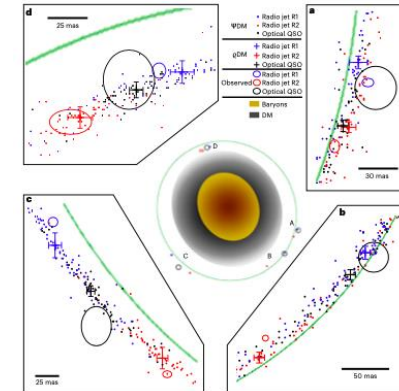 d
25 mas
ΨDM
Radio jet R1
Radio jet R2
Optical QSO
ϱDM
Radio jet R1
Radio jet R2
Optical QSO
Observed
Radio jet R1
Radio jet R2
Optical QSO
Baryons
DM
a
30 mas
D
A
B
C
c
25 mas
b
50 mas